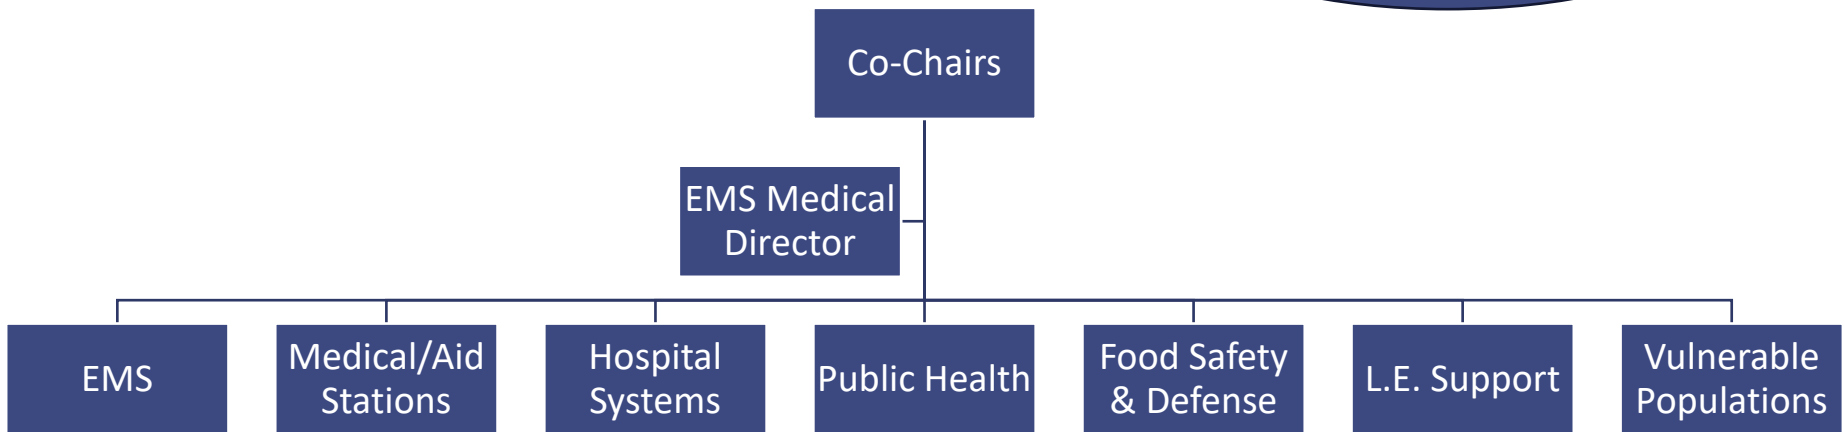 Co-Chairs
EMS Medical
Director
EMS
Medical/Aid
Stations
Hospital
Systems
Public Health
Food Safety
& Defense
L.E. Support
Vulnerable
Populations